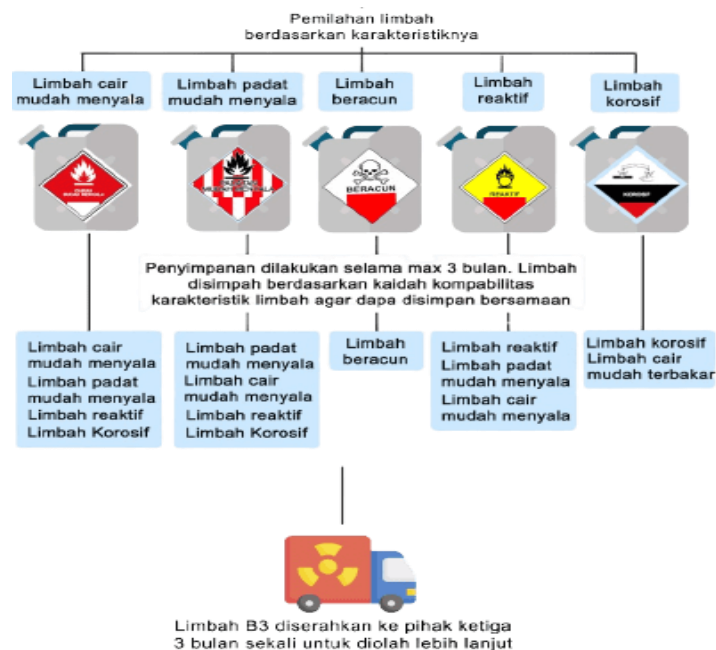 Pemilahan limbah
berdasarkan karakteristiknya
Limbah cair
mudah menyala
Limbah padat
mudah menyala
Limbah
beracun
Limbah
reaktif
Limbah
korosif
BERACUN
REAKTIF
KOROSIF
Penyimpanan dilakukan selama max 3 bulan. Limbah
disimpah berdasarkan kaidah kompabilitas
karakteristik limbah agar dapa disimpan bersamaan
Limbah cair
mudah menyala
Limbah padat
mudah menyala
Limbah reaktif
Limbah Korosif
Limbah padat
mudah menyala
Limbah cair
mudah menyala
Limbah reaktif
Limbah Korosif
Limbah
beracun
Limbah reaktif
Limbah padat
mudah menyala
Limbah cair
mudah menyala
Limbah korosif
Limbah cair
mudah terbakar
Limbah B3 diserahkan ke pihak ketiga
3 bulan sekali untuk diolah lebih lanjut